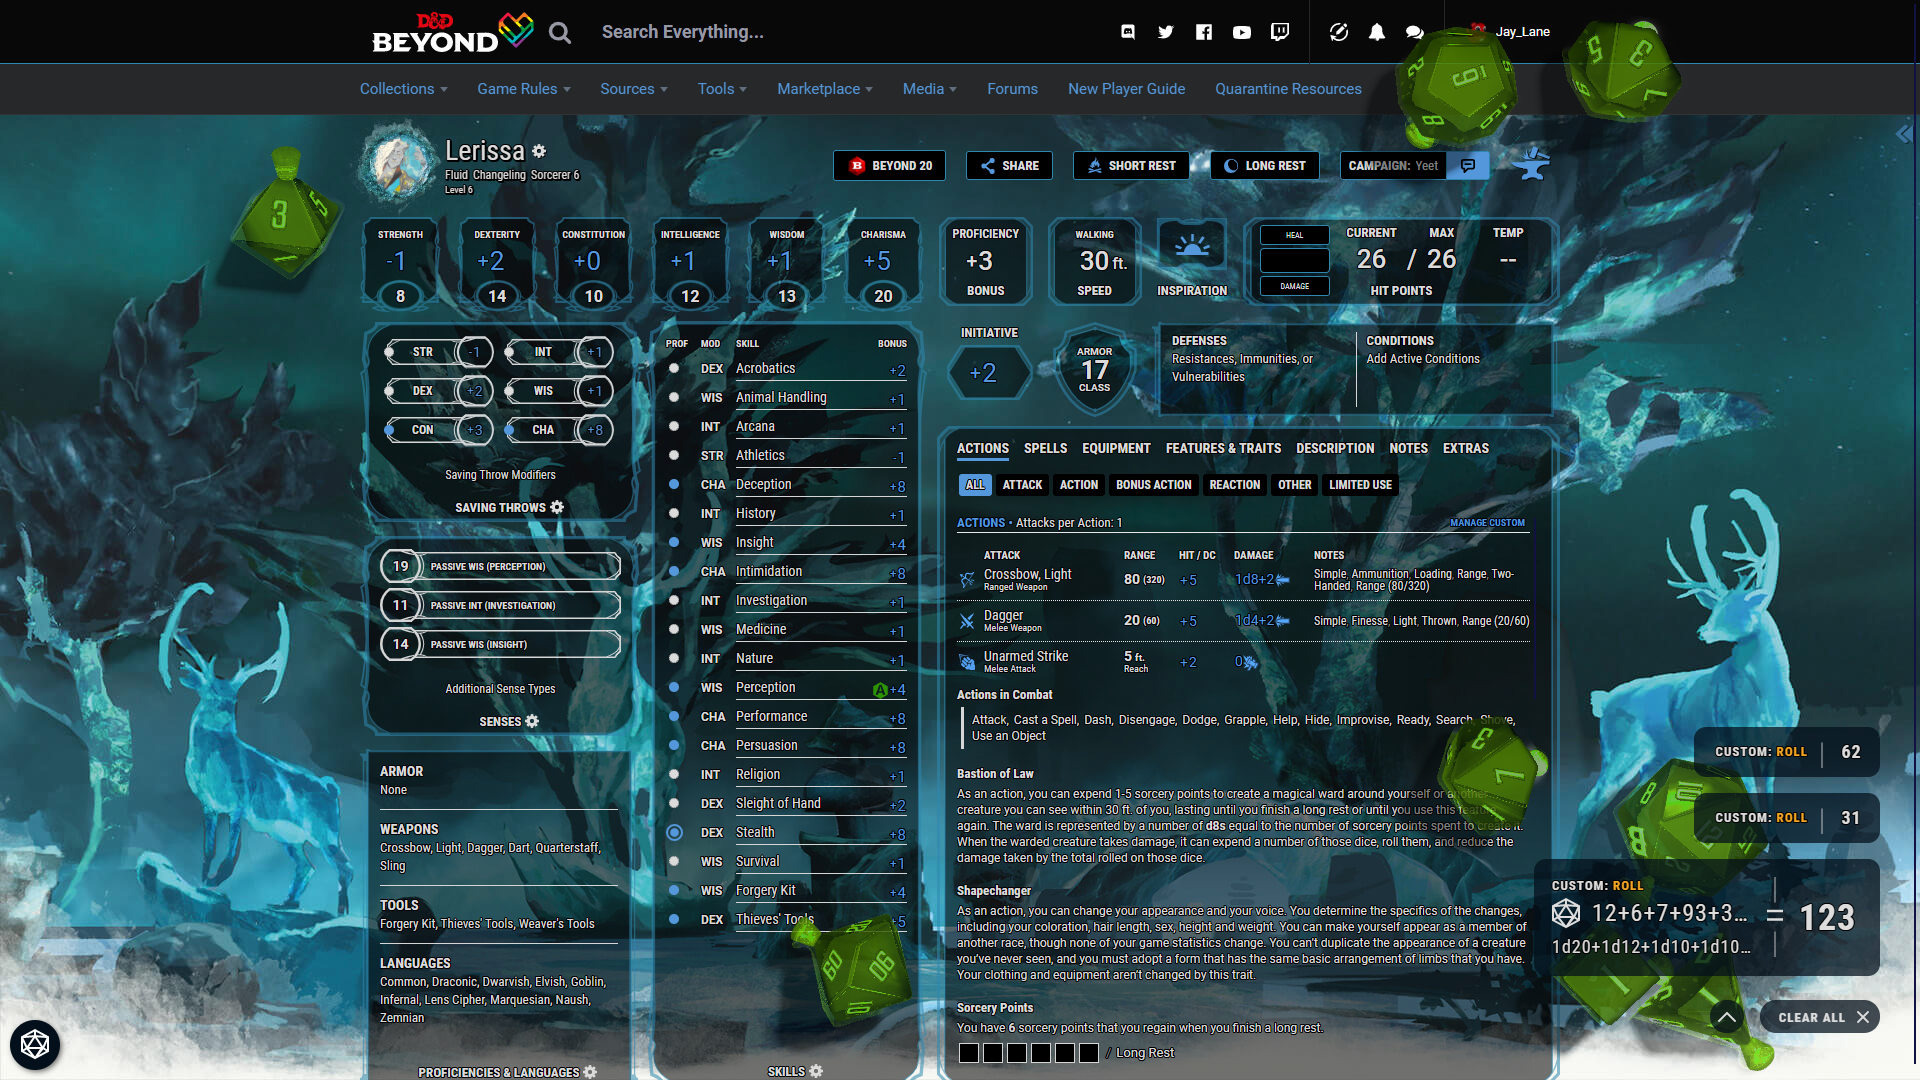 D&D
BEYOND
Search Everything...
Jay_Lane
Collections
Game Rules
Sources
Tools
Marketplace
Media
Forums
New Player Guide
Quarantine Resources
Lerissa
Fluid Changeling Sorcerer 6
Level 6
BEYOND 20
SHARE
SHORT REST
LONG REST
CAMPAIGN: Yeet
STRENGTH
-1
8
DEXTERITY
+2
14
CONSTITUTION
+0
10
INTELLIGENCE
+1
12
WISDOM
+1
13
CHARISMA
+5
20
PROFICIENCY
+3
BONUS
WALKING
30 ft.
SPEED
INSPIRATION
HEAL
DAMAGE
CURRENT MAX TEMP
26 / 26 --
HIT POINTS
STR -1 INT +1
DEX +2 WIS +1
CON +3 CHA +8
Saving Throw Modifiers
SAVING THROWS
19 PASSIVE WIS (PERCEPTION)
11 PASSIVE INT (INVESTIGATION)
14 PASSIVE WIS (INSIGHT)
Additional Sense Types
SENSES
ARMOR
None
WEAPONS
Crossbow, Light, Dagger, Dart, Quarterstaff,
Sling
TOOLS
Forgery Kit, Thieves' Tools, Weaver's Tools
LANGUAGES
Common, Draconic, Dwarvish, Elvish, Goblin,
Infernal, Lens Cipher, Marquesian, Naush,
Zemnian
PROFICIENCIES & LANGUAGES
PROF MOD SKILL BONUS
DEX Acrobatics +2
WIS Animal Handling +1
INT Arcana +1
STR Athletics -1
CHA Deception +8
INT History +1
WIS Insight +4
CHA Intimidation +8
INT Investigation +1
WIS Medicine +1
INT Nature +1
WIS Perception A +4
CHA Performance +8
CHA Persuasion +8
INT Religion +1
DEX Sleight of Hand +2
DEX Stealth +8
WIS Survival +1
WIS Forgery Kit +4
DEX Thieves' Tools +5
SKILLS
INITIATIVE
+2
ARMOR
17
CLASS
DEFENSES
Resistances, Immunities, or
Vulnerabilities
CONDITIONS
Add Active Conditions
ACTIONS SPELLS EQUIPMENT FEATURES & TRAITS DESCRIPTION NOTES EXTRAS
ALL ATTACK ACTION BONUS ACTION REACTION OTHER LIMITED USE
ACTIONS • Attacks per Action: 1
MANAGE CUSTOM
ATTACK RANGE HIT / DC DAMAGE NOTES
Crossbow, Light
Ranged Weapon
80 (320) +5 1d8+2
Simple, Ammunition, Loading, Range, Two-
Handed, Range (80/320)
Dagger
Melee Weapon
20 (60) +5 1d4+2
Simple, Finesse, Light, Thrown, Range (20/60)
Unarmed Strike
Melee Attack
5 ft.
Reach
+2 0
Actions in Combat
Attack, Cast a Spell, Dash, Disengage, Dodge, Grapple, Help, Hide, Improvise, Ready, Search, Shove,
Use an Object
Bastion of Law
As an action, you can expend 1-5 sorcery points to create a magical ward around yourself or another
creature you can see within 30 ft. of you, lasting until you finish a long rest or until you use this feature
again. The ward is represented by a number of d8s equal to the number of sorcery points spent to create it.
When the warded creature takes damage, it can expend a number of those dice, roll them, and reduce the
damage taken by the total rolled on those dice.
Shapechanger
As an action, you can change your appearance and your voice. You determine the specifics of the changes,
including your coloration, hair length, sex, height and weight. You can make yourself appear as a member of
another race, though none of your game statistics change. You can't duplicate the appearance of a creature
you've never seen, and you must adopt a form that has the same basic arrangement of limbs that you have.
Your clothing and equipment aren't changed by this trait.
Sorcery Points
You have 6 sorcery points that you regain when you finish a long rest.
/ Long Rest
CUSTOM: ROLL 62
CUSTOM: ROLL 31
CUSTOM: ROLL
12+6+7+93+3... = 123
1d20+1d12+1d10+1d10...
CLEAR ALL